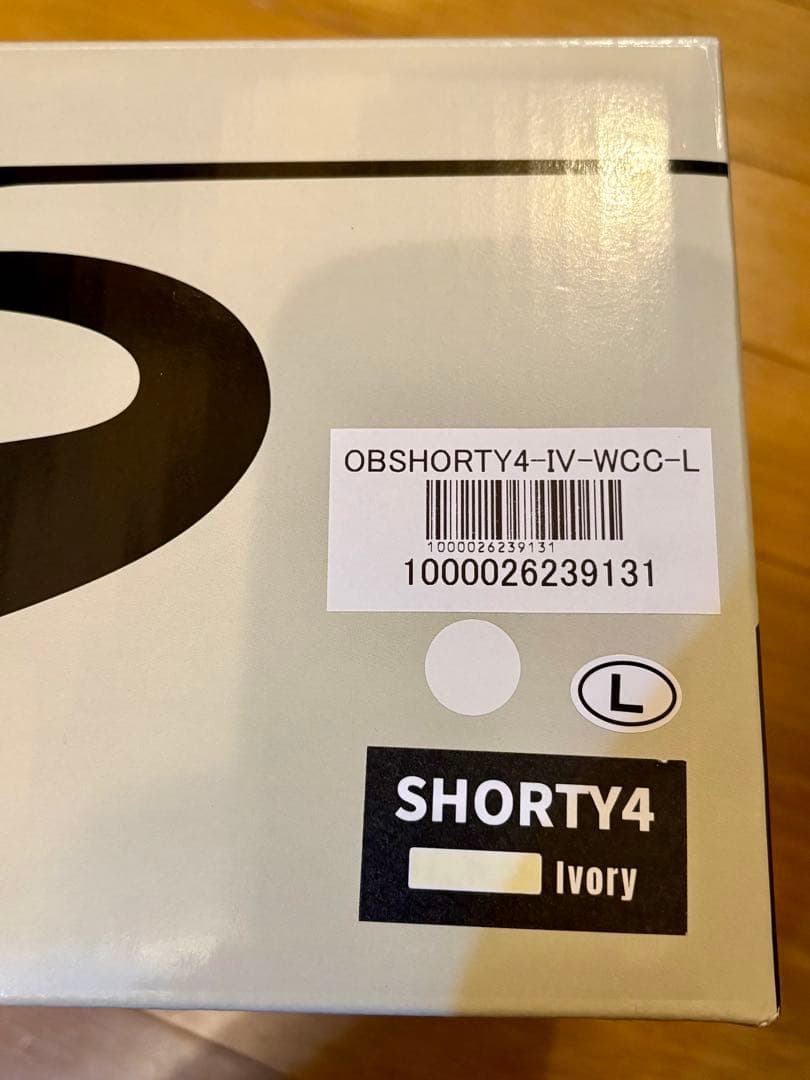 OBSHORTY4-IV-WCC-L
1000026239131
1000026239131
L
SHORTY4
Ivory